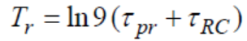 T_r = ln 9 (τ_pr + τ_RC)